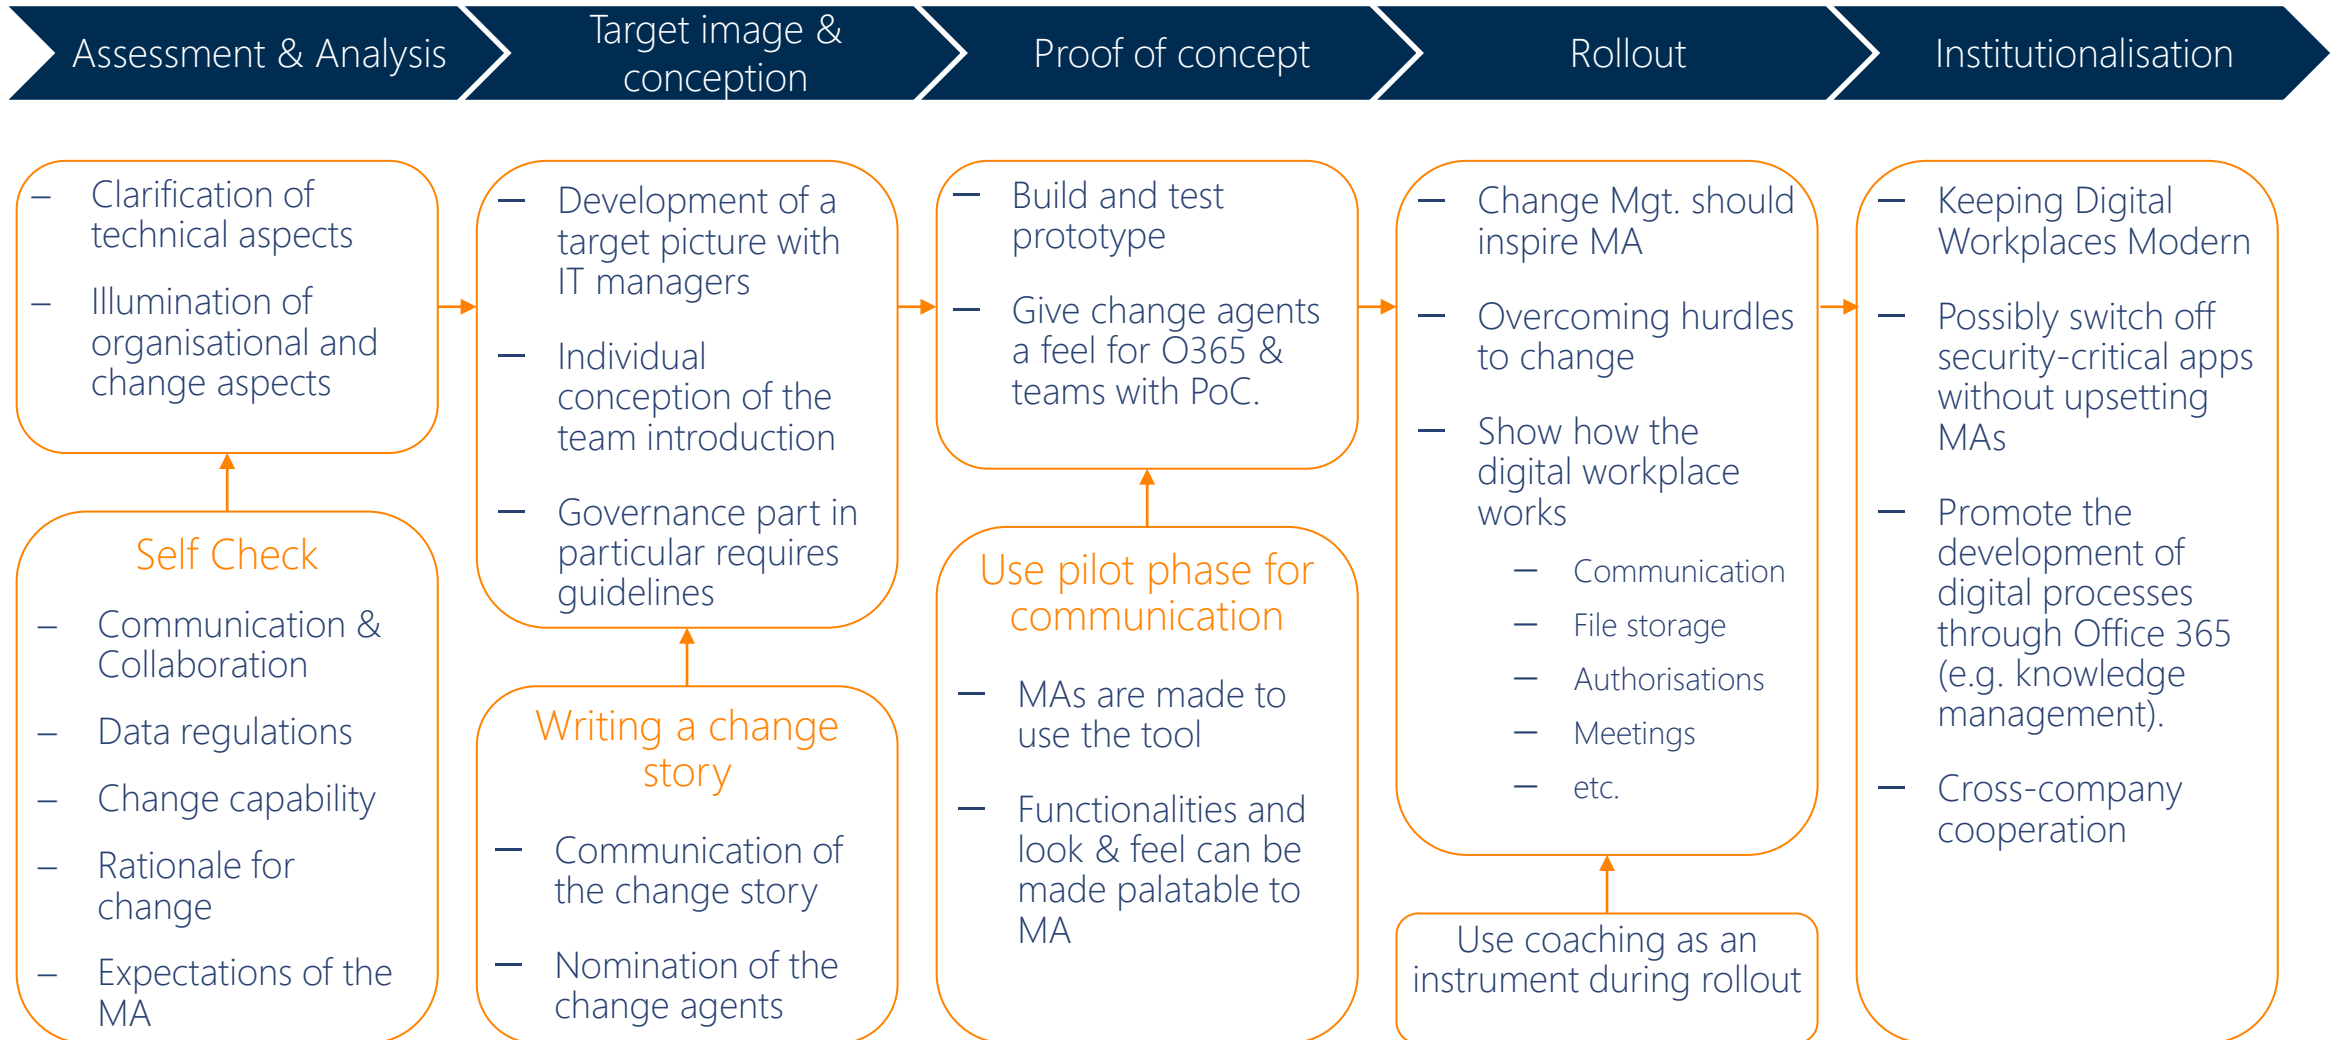 Assessment & Analysis
Target image &
conception
Proof of concept
Rollout
Institutionalisation
– Clarification of
technical aspects
– Illumination of
organisational and
change aspects
Self Check
– Communication &
Collaboration
– Data regulations
– Change capability
– Rationale for
change
– Expectations of the
MA
— Development of a
target picture with
IT managers
— Individual
conception of the
team introduction
— Governance part in
particular requires
guidelines
Writing a change
story
— Communication of
the change story
— Nomination of the
change agents
— Build and test
prototype
— Give change agents
a feel for O365 &
teams with PoC.
Use pilot phase for
communication
— MAs are made to
use the tool
— Functionalities and
look & feel can be
made palatable to
MA
— Change Mgt. should
inspire MA
— Overcoming hurdles
to change
— Show how the
digital workplace
works
— Communication
— File storage
— Authorisations
— Meetings
— etc.
Use coaching as an
instrument during rollout
— Keeping Digital
Workplaces Modern
— Possibly switch off
security-critical apps
without upsetting
MAs
— Promote the
development of
digital processes
through Office 365
(e.g. knowledge
management).
— Cross-company
cooperation